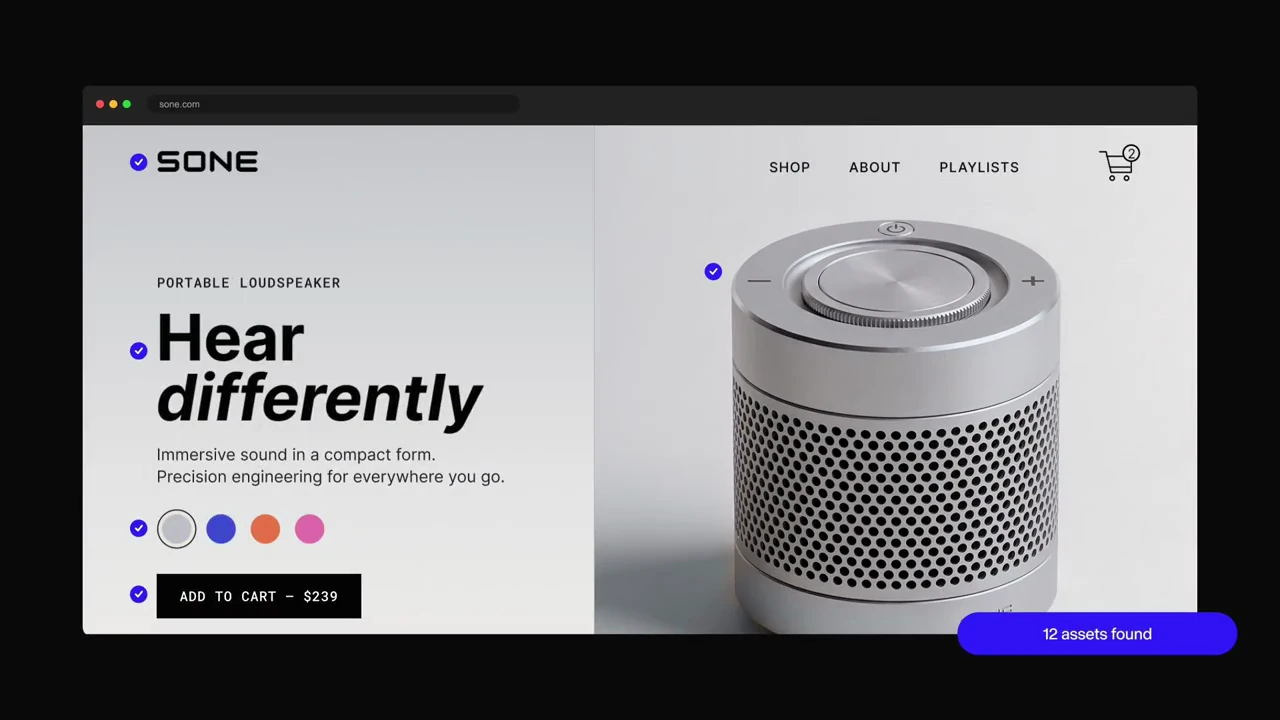 sone.com
SONE
SHOP
ABOUT
PLAYLISTS
2
PORTABLE LOUDSPEAKER
Hear
differently
Immersive sound in a compact form.
Precision engineering for everywhere you go.
ADD TO CART — $239
12 assets found